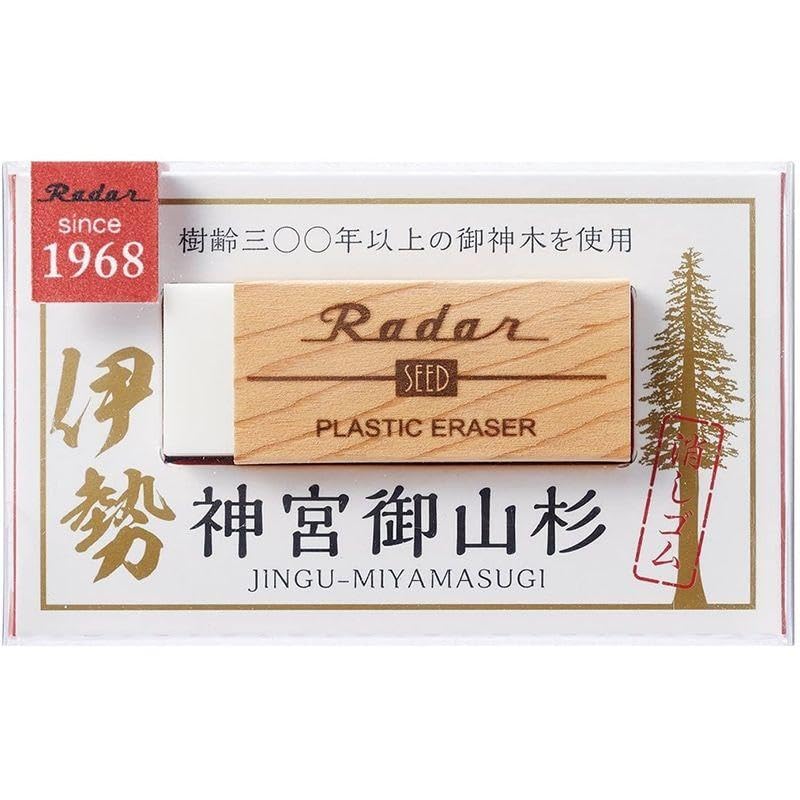 Radar
since
1968
樹齢三〇〇年以上の御神木を使用
Radar
SEED
PLASTIC ERASER
伊勢
神宮御山杉
JINGU-MIYAMASUGI
消しゴム